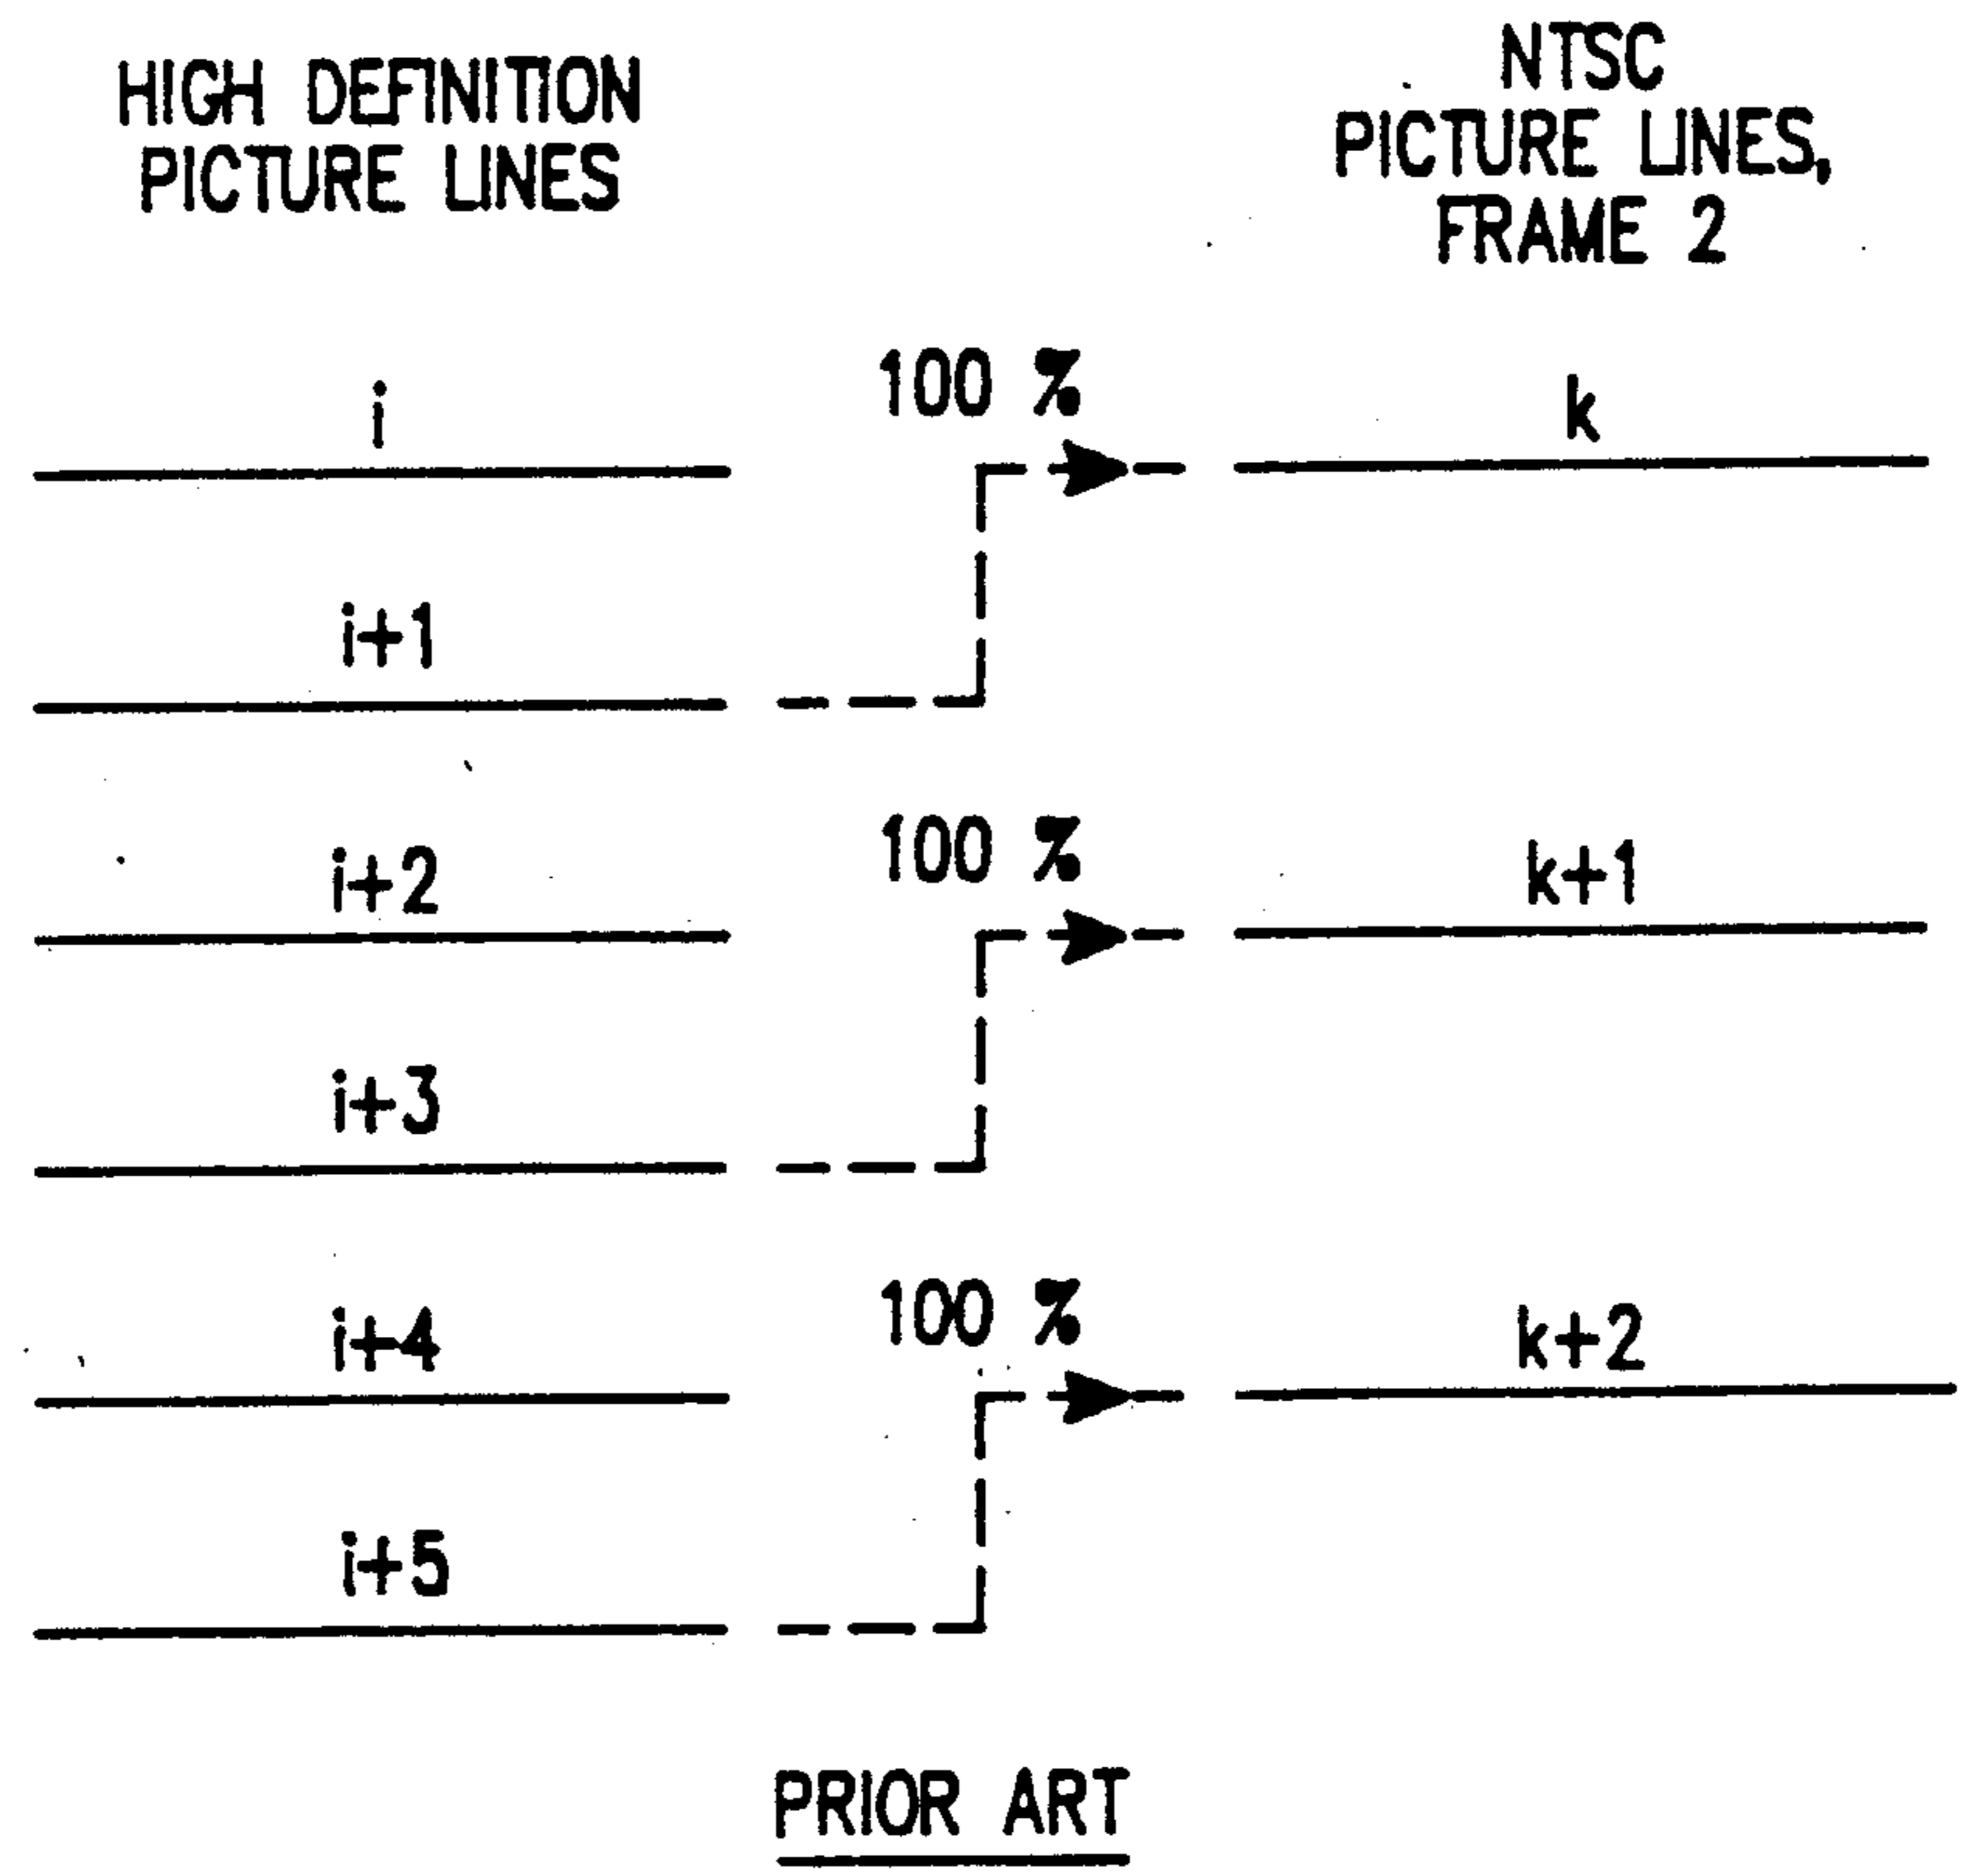 HIGH DEFINITION
PICTURE LINES
NTSC
PICTURE LINES,
FRAME 2
i
100 %
k
i+1
i+2
100 %
k+1
i+3
i+4
100 %
k+2
i+5
PRIOR ART